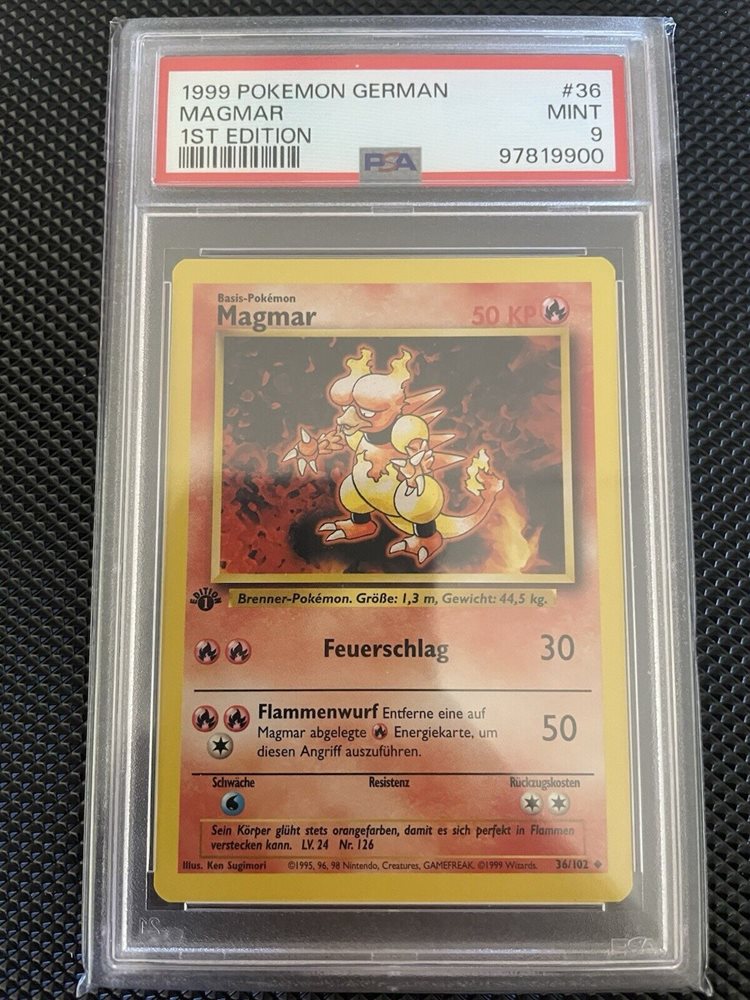 1999 POKEMON GERMAN #36
MAGMAR MINT
1ST EDITION 9
PSA 97819900
Basis-Pokémon
Magmar 50 KP
EDITION 1
Brenner-Pokémon. Größe: 1,3 m, Gewicht: 44,5 kg.
Feuerschlag 30
Flammenwurf Entferne eine auf
Magmar abgelegte Energiekarte, um 50
diesen Angriff auszuführen.
Schwäche Resistenz Rückzugskosten
Sein Körper glüht stets orangefarben, damit es sich perfekt in Flammen
verstecken kann. LV. 24 Nr. 126
Illus. Ken Sugimori ©1995, 96, 98 Nintendo, Creatures, GAMEFREAK. ©1999 Wizards. 36/102
PSA